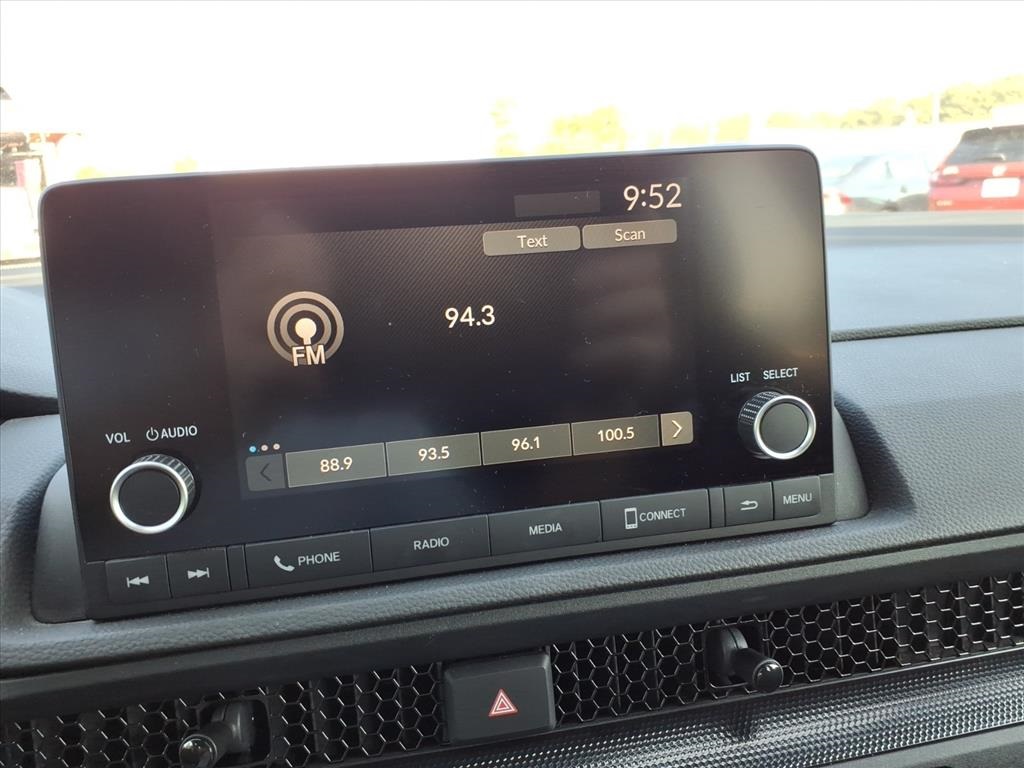 9:52
Text Scan
94.3
FM
LIST SELECT
VOL AUDIO
88.9 93.5 96.1 100.5
PHONE RADIO MEDIA CONNECT MENU